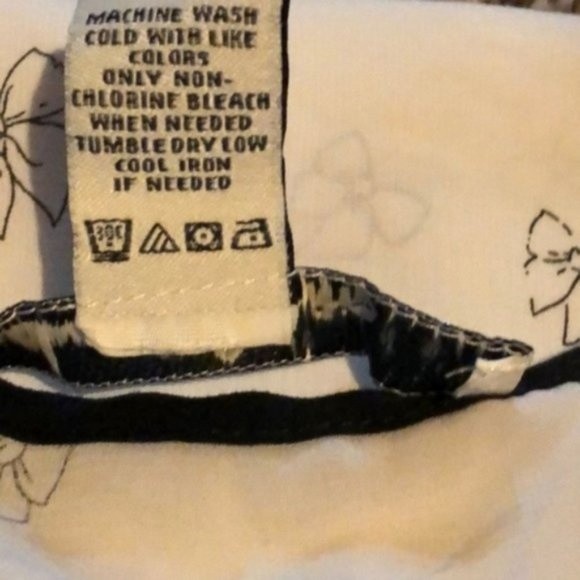 MACHINE WASH
COLD WITH LIKE
COLORS
ONLY NON-
CHLORINE BLEACH
WHEN NEEDED
TUMBLE DRY LOW
COOL IRON
IF NEEDED
30C